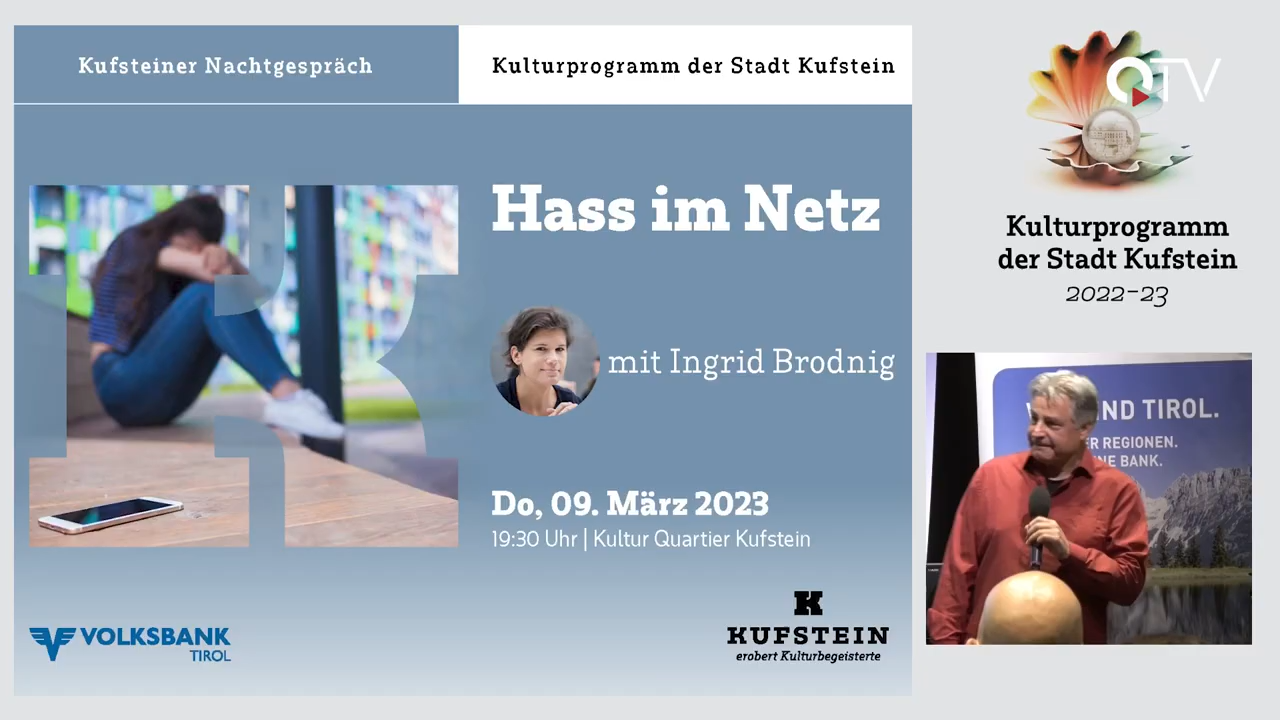 Kufsteiner Nachtgespräch
Kulturprogramm der Stadt Kufstein
Hass im Netz
mit Ingrid Brodnig
Do, 09. März 2023
19:30 Uhr | Kultur Quartier Kufstein
VOLKSBANK
TIROL
K
KUFSTEIN
erobert Kulturbegeisterte
QTV
Kulturprogramm
der Stadt Kufstein
2022-23
ND TIROL.
ER REGIONEN.
NE BANK.